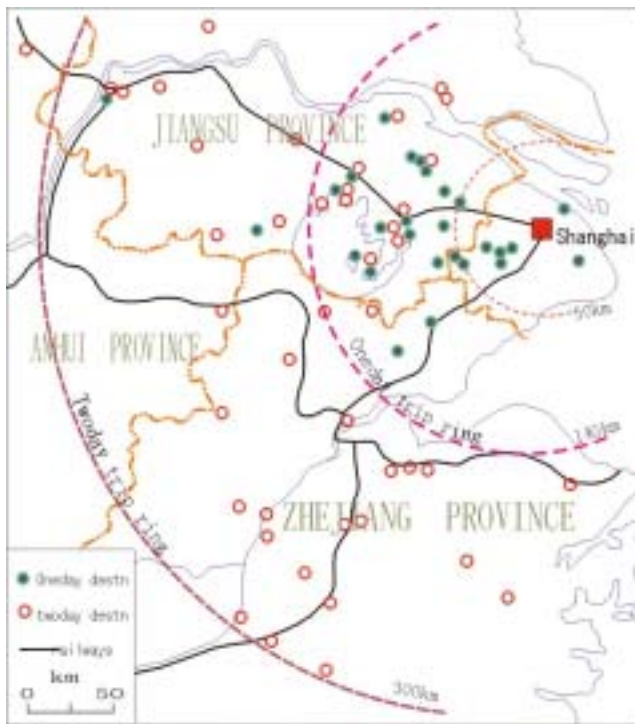 JIANGSU PROVINCE
Shanghai
50km
ANHUI PROVINCE
Oneday trip ring
140km
Twoday trip ring
ZHEJIANG PROVINCE
300km
Oneday destn
twoday destn
railways
km
0 50